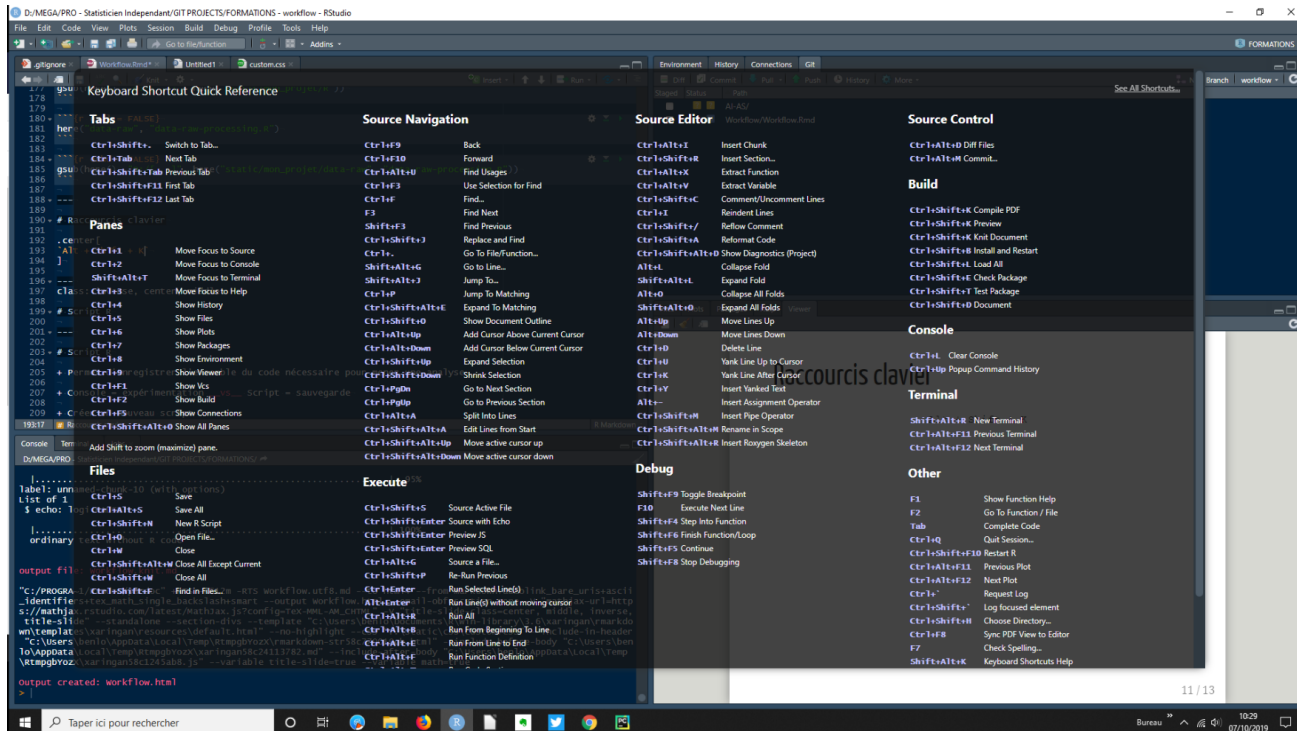 D:/MEGA/PRO - Statisticien Independant/GIT PROJECTS/FORMATIONS - workflow - RStudio
File Edit Code View Plots Session Build Debug Profile Tools Help
Go to file/function Addins FORMATIONS
.gitignore Workflow.Rmd* Untitled1 custom.css
Environment History Connections Git
Branch workflow
Keyboard Shortcut Quick Reference
See All Shortcuts...
Tabs
Ctrl+Shift+. Switch to Tab...
Ctrl+Tab Next Tab
Ctrl+Shift+Tab Previous Tab
Ctrl+Shift+F11 First Tab
Ctrl+Shift+F12 Last Tab
Panes
Ctrl+1 Move Focus to Source
Ctrl+2 Move Focus to Console
Shift+Alt+T Move Focus to Terminal
Ctrl+3 Move Focus to Help
Ctrl+4 Show History
Ctrl+5 Show Files
Ctrl+6 Show Plots
Ctrl+7 Show Packages
Ctrl+8 Show Environment
Ctrl+9 Show Viewer
Ctrl+F1 Show Vcs
Ctrl+F2 Show Build
Ctrl+F5 Show Connections
Ctrl+Shift+Alt+0 Show All Panes
Add Shift to zoom (maximize) pane.
Files
Ctrl+S Save
Ctrl+Alt+S Save All
Ctrl+Shift+N New R Script
Ctrl+O Open File...
Ctrl+W Close
Ctrl+Shift+Alt+W Close All Except Current
Ctrl+Shift+W Close All
Ctrl+Shift+F Find in Files...
Source Navigation
Ctrl+F9 Back
Ctrl+F10 Forward
Ctrl+Alt+U Find Usages
Ctrl+F3 Use Selection for Find
Ctrl+F Find...
F3 Find Next
Shift+F3 Find Previous
Ctrl+Shift+J Replace and Find
Ctrl+. Go To File/Function...
Shift+Alt+G Go to Line...
Shift+Alt+J Jump To...
Ctrl+P Jump To Matching
Ctrl+Shift+Alt+E Expand To Matching
Ctrl+Shift+O Show Document Outline
Ctrl+Alt+Up Add Cursor Above Current Cursor
Ctrl+Alt+Down Add Cursor Below Current Cursor
Ctrl+Shift+Up Expand Selection
Ctrl+Shift+Down Shrink Selection
Ctrl+PgDn Go to Next Section
Ctrl+PgUp Go to Previous Section
Ctrl+Alt+A Split Into Lines
Ctrl+Shift+Alt+A Edit Lines from Start
Ctrl+Shift+Alt+Up Move active cursor up
Ctrl+Shift+Alt+Down Move active cursor down
Execute
Ctrl+Shift+S Source Active File
Ctrl+Shift+Enter Source with Echo
Ctrl+Shift+Enter Preview JS
Ctrl+Shift+Enter Preview SQL
Ctrl+Alt+G Source a File...
Ctrl+Shift+P Re-Run Previous
Ctrl+Enter Run Selected Line(s)
Alt+Enter Run Line(s) without moving cursor
Ctrl+Alt+R Run All
Ctrl+Alt+B Run From Beginning To Line
Ctrl+Alt+E Run From Line to End
Ctrl+Alt+F Run Function Definition
Source Editor
Ctrl+Alt+I Insert Chunk
Ctrl+Shift+R Insert Section...
Ctrl+Alt+X Extract Function
Ctrl+Alt+V Extract Variable
Ctrl+Shift+C Comment/Uncomment Lines
Ctrl+I Reindent Lines
Ctrl+Shift+/ Reflow Comment
Ctrl+Shift+A Reformat Code
Ctrl+Shift+Alt+D Show Diagnostics (Project)
Alt+L Collapse Fold
Shift+Alt+L Expand Fold
Alt+O Collapse All Folds
Shift+Alt+O Expand All Folds
Alt+Up Move Lines Up
Alt+Down Move Lines Down
Ctrl+D Delete Line
Ctrl+U Yank Line Up to Cursor
Ctrl+K Yank Line After Cursor
Ctrl+Y Insert Yanked Text
Alt+- Insert Assignment Operator
Ctrl+Shift+M Insert Pipe Operator
Ctrl+Shift+Alt+M Rename in Scope
Ctrl+Shift+Alt+R Insert Roxygen Skeleton
Debug
Shift+F9 Toggle Breakpoint
F10 Execute Next Line
Shift+F4 Step Into Function
Shift+F6 Finish Function/Loop
Shift+F5 Continue
Shift+F8 Stop Debugging
Source Control
Ctrl+Alt+D Diff Files
Ctrl+Alt+M Commit...
Build
Ctrl+Shift+K Compile PDF
Ctrl+Shift+K Preview
Ctrl+Shift+K Knit Document
Ctrl+Shift+B Install and Restart
Ctrl+Shift+L Load All
Ctrl+Shift+E Check Package
Ctrl+Shift+T Test Package
Ctrl+Shift+D Document
Console
Ctrl+L Clear Console
Ctrl+Up Popup Command History
Terminal
Shift+Alt+R New Terminal
Ctrl+Alt+F11 Previous Terminal
Ctrl+Alt+F12 Next Terminal
Other
F1 Show Function Help
F2 Go To Function / File
Tab Complete Code
Ctrl+Q Quit Session...
Ctrl+Shift+F10 Restart R
Ctrl+Alt+F11 Previous Plot
Ctrl+Alt+F12 Next Plot
Ctrl+` Request Log
Ctrl+Shift+` Log focused element
Ctrl+Shift+H Choose Directory...
Ctrl+F8 Sync PDF View to Editor
F7 Check Spelling...
Shift+Alt+K Keyboard Shortcuts Help
Raccourcis clavier
11 / 13
Output created: workflow.html
>
Taper ici pour rechercher
Bureau
10:29
07/10/2019